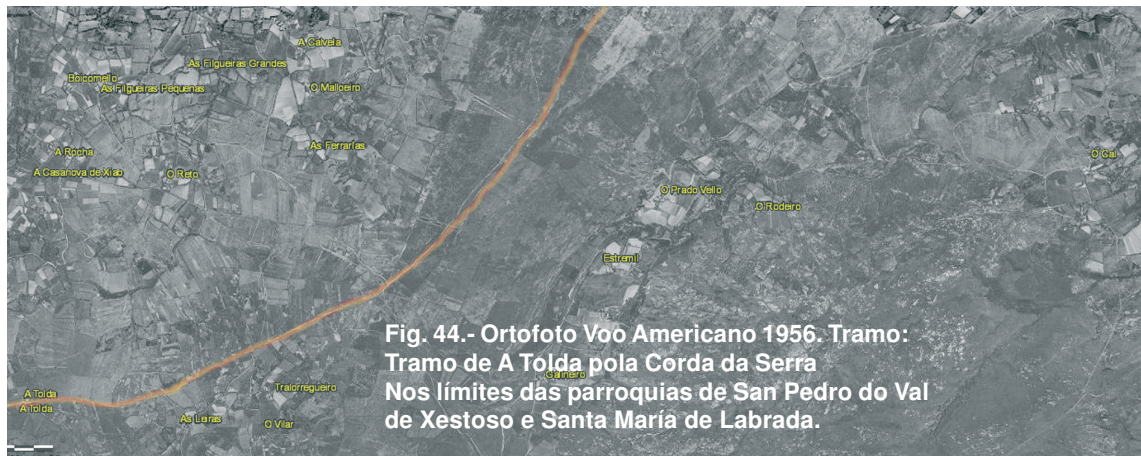 A Calvela
As Filgueiras Grandes
Boicomello
As Filgueiras Pequenas
O Malloeiro
As Ferrarías
A Rocha
O Cal
A Casanova de Xiao
O Reto
O Prado Vello
O Rodeiro
Estremil
Fig. 44.- Ortofoto Voo Americano 1956. Tramo:
Tramo de A Tolda pola Corda da Serra
Galineiro
Nos límites das parroquias de San Pedro do Val
de Xestoso e Santa María de Labrada.
Tralorregueiro
A Tolda
A Tolda
As Leiras
O Vilar